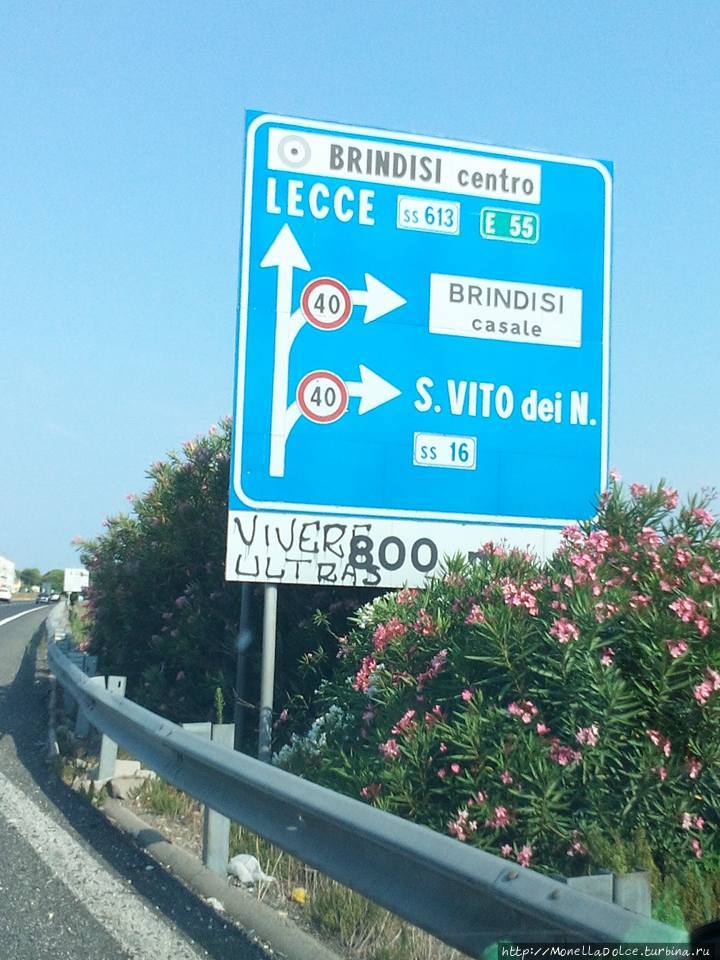 BRINDISI centro
LECCE SS 613 E 55
40 BRINDISI
casale
40 S. VITO dei N.
SS 16
VIVERE 800
ULTRAS
http://MonellaDolce.turbina.ru